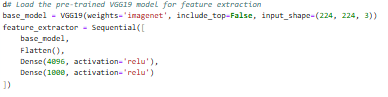 d# Load the pre-trained VGG19 model for feature extraction
base_model = VGG19(weights='imagenet', include_top=False, input_shape=(224, 224, 3))
feature_extractor = Sequential([
    base_model,
    Flatten(),
    Dense(4096, activation='relu'),
    Dense(1000, activation='relu')
])